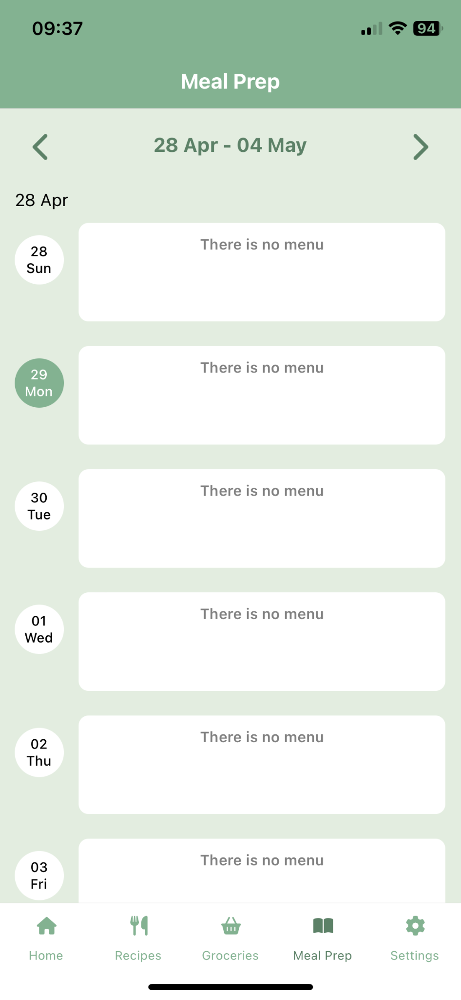 09:37
94
Meal Prep
28 Apr - 04 May
28 Apr
28
Sun
There is no menu
29
Mon
There is no menu
30
Tue
There is no menu
01
Wed
There is no menu
02
Thu
There is no menu
03
Fri
There is no menu
Home
Recipes
Groceries
Meal Prep
Settings